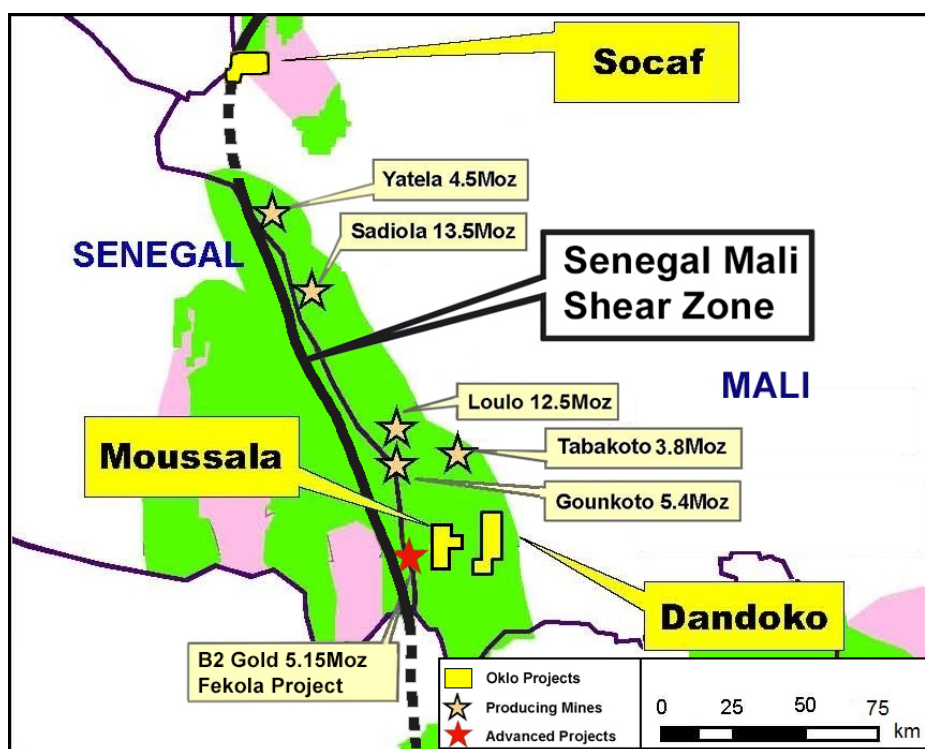 Socaf
Yatela 4.5Moz
Sadiola 13.5Moz
SENEGAL
Senegal Mali
Shear Zone
MALI
Loulo 12.5Moz
Moussala
Tabakoto 3.8Moz
Gounkoto 5.4Moz
Dandoko
B2 Gold 5.15Moz
Fekola Project
Oklo Projects
Producing Mines
Advanced Projects
0 25 50 75
km